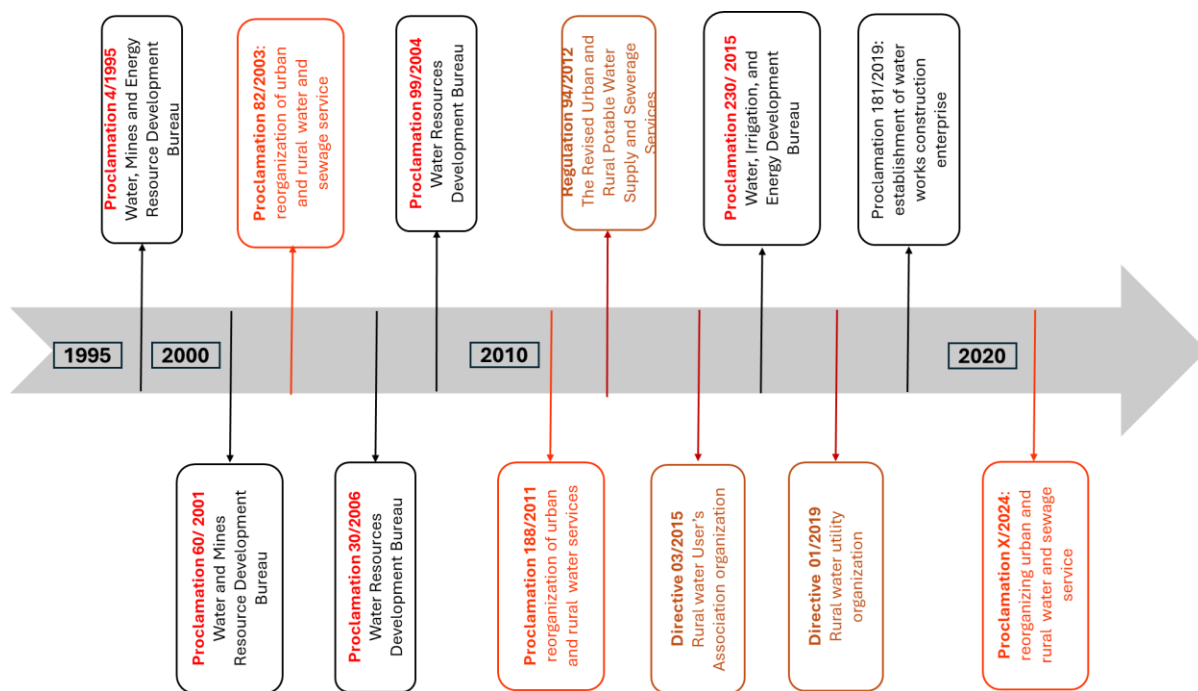 Proclamation 4/1995
Water, Mines and Energy
Resource Development
Bureau
Proclamation 82/2003:
reorganization of urban
and rural water and
sewage service
Proclamation 99/2004
Water Resources
Development Bureau
Regulation 94/2012
The Revised Urban and
Rural Potable Water
Supply and Sewerage
Services
Proclamation 230/ 2015
Water, Irrigation, and
Energy Development
Bureau
Proclamation 181/2019:
establishment of water
works construction
enterprise
1995
2000
2010
2020
Proclamation 60/ 2001
Water and Mines
Resource Development
Bureau
Proclamation 30/2006
Water Resources
Development Bureau
Proclamation 188/2011
reorganization of urban
and rural water services
Directive 03/2015
Rural water User's
Association organization
Directive 01/2019
Rural water utility
organization
Proclamation X/2024:
reorganizing urban and
rural water and sewage
service